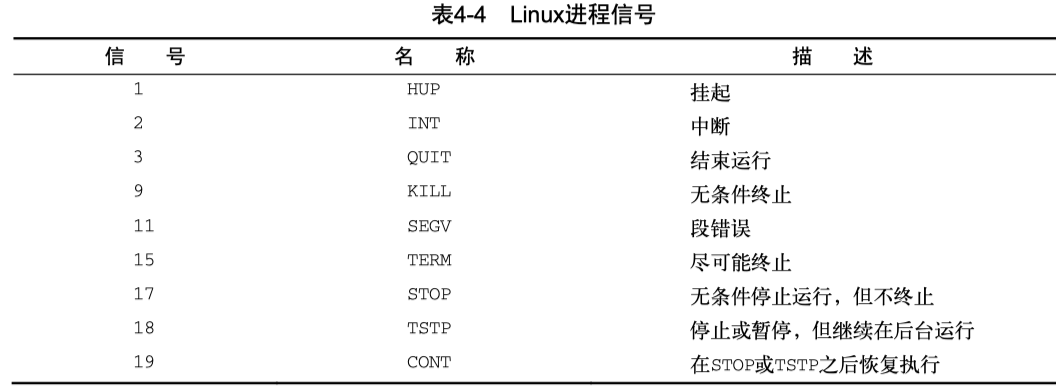 表4-4 Linux进程信号
信 号 名 称 描 述
1 HUP 挂起
2 INT 中断
3 QUIT 结束运行
9 KILL 无条件终止
11 SEGV 段错误
15 TERM 尽可能终止
17 STOP 无条件停止运行，但不终止
18 TSTP 停止或暂停，但继续在后台运行
19 CONT 在STOP或TSTP之后恢复执行